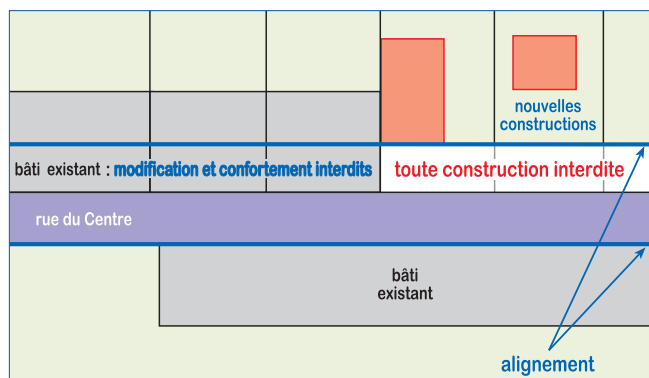 nouvelles
constructions
bâti existant : modification et confortement interdits
toute construction interdite
rue du Centre
bâti
existant
alignement